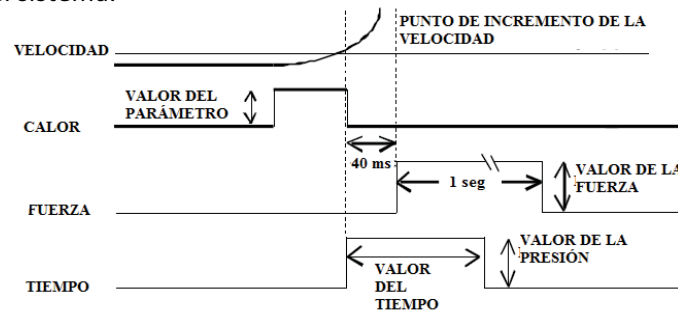 PUNTO DE INCREMENTO DE LA
VELOCIDAD
VELOCIDAD
VALOR DEL
PARÁMETRO
CALOR
40 ms
1 seg
VALOR DE LA
FUERZA
FUERZA
VALOR DE LA
PRESIÓN
VALOR
DEL
TIEMPO
TIEMPO